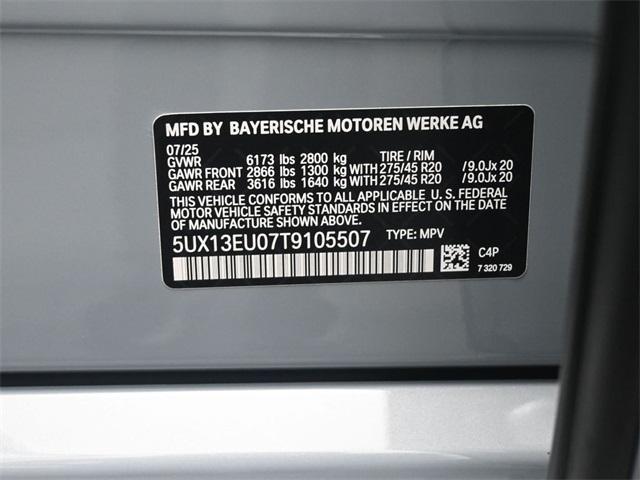 MFD BY BAYERISCHE MOTOREN WERKE AG
07/25
GVWR 6173 lbs 2800 kg TIRE / RIM
GAWR FRONT 2866 lbs 1300 kg WITH 275/45 R20 /9.0Jx 20
GAWR REAR 3616 lbs 1640 kg WITH 275/45 R20 /9.0Jx 20
THIS VEHICLE CONFORMS TO ALL APPLICABLE U. S. FEDERAL
MOTOR VEHICLE SAFETY STANDARDS IN EFFECT ON THE DATE
OF MANUFACTURE SHOWN ABOVE.
5UX13EU07T9105507 TYPE: MPV
C4P
7 320 729